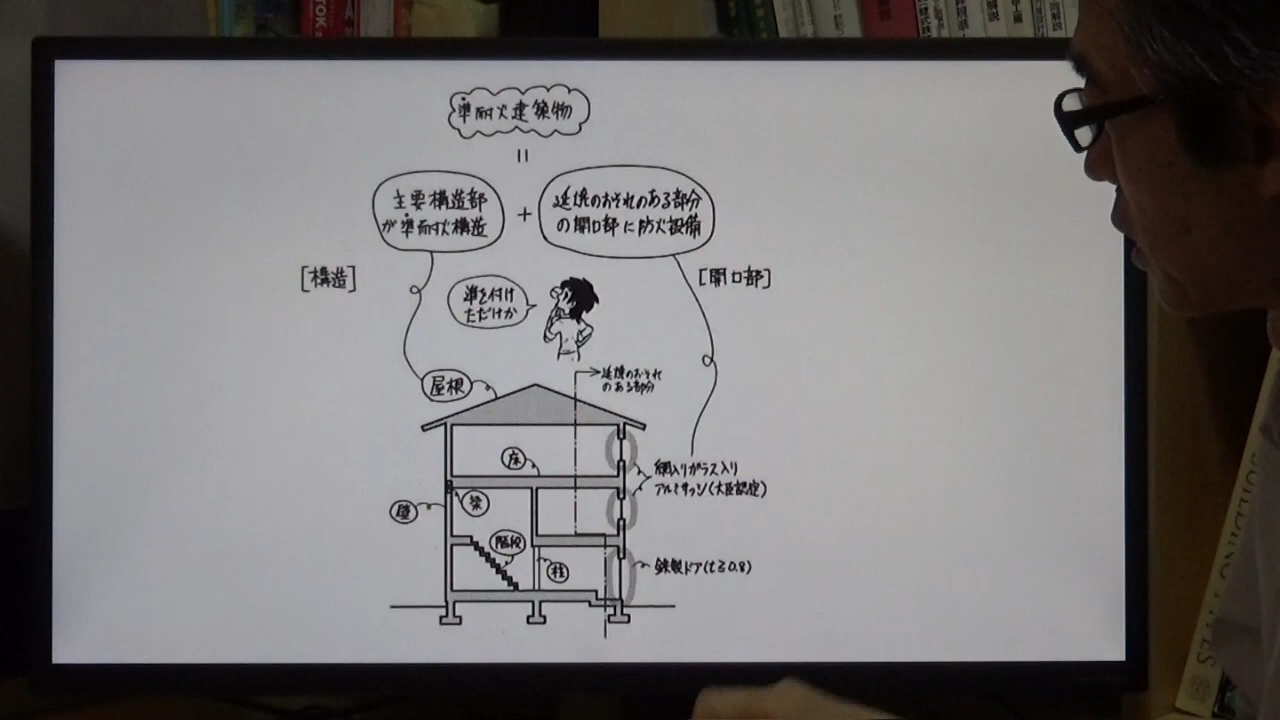 準耐火建築物
=
主要構造部
が準耐火構造
+
延焼のおそれのある部分
の開口部に防火設備
[構造]
[開口部]
準を付け
ただけか
屋根
延焼のおそれ
のある部分
床
網入りガラス入り
アルミサッシ(大臣認定)
梁
壁
階段
柱
鉄製ドア(t≧0.8)